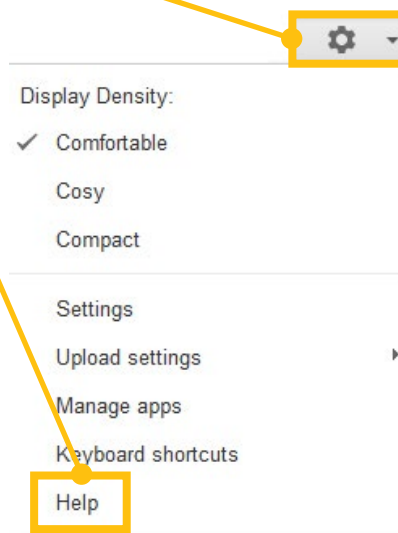 Display Density:
Comfortable
Cosy
Compact
Settings
Upload settings
Manage apps
Keyboard shortcuts
Help